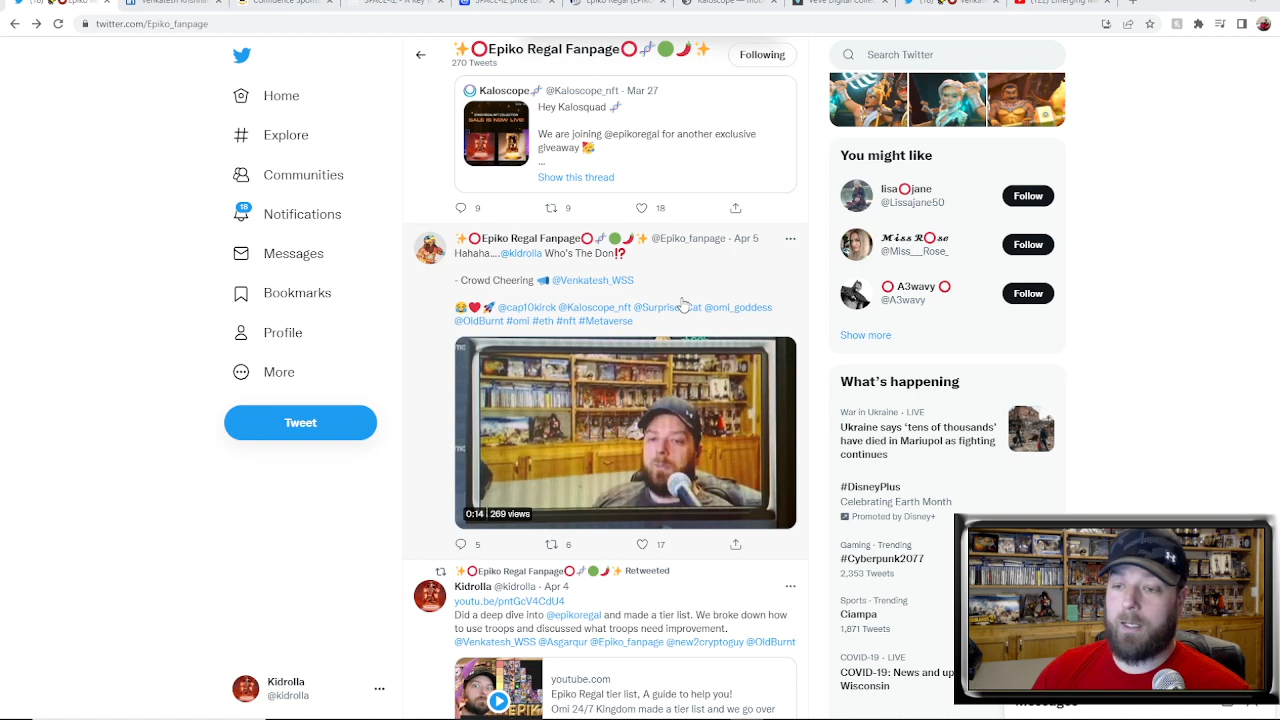 twitter.com/Epiko_fanpage
Home
Explore
Communities
18
Notifications
Messages
Bookmarks
Profile
More
Tweet
Kidrolla
@kidrolla
✨⭕Epiko Regal Fanpage⭕🟢🌶✨
270 Tweets
Following
Kaloscope @Kaloscope_nft · Mar 27
Hey Kalosquad
We are joining @epikoregal for another exclusive
giveaway 🥳
...
Show this thread
SALE IS NOW LIVE!
9
9
18
✨⭕Epiko Regal Fanpage⭕🟢🌶✨ @Epiko_fanpage · Apr 5
Hahaha....@kidrolla Who's The Don⁉
- Crowd Cheering 📣 @Venkatesh_WSS
😂❤🚀 @cap10kirck @Kaloscope_nft @Surprise at @omi_goddess
@OldBurnt #omi #eth #nft #Metaverse
0:14 | 269 views
5
6
17
✨⭕Epiko Regal Fanpage⭕🟢🌶✨ Retweeted
Kidrolla @kidrolla · Apr 4
youtu.be/pntGcV4CdU4
Did a deep dive into @epikoregal and made a tier list. We broke down how
to use troops and discussed what troops need improvement.
@Venkatesh_WSS @Asgarqur @Epiko_fanpage @new2cryptoguy @OldBurnt
youtube.com
Epiko Regal tier list, A guide to help you!
Omi 24/7 Kingdom made a tier list and we go over
Search Twitter
You might like
lisa⭕jane
@Lissajane50
Follow
𝓜𝓲𝓼𝓼 R⭕𝓼𝓮
@Miss__Rose_
Follow
⭕ A3wavy ⭕
@A3wavy
Follow
Show more
What's happening
War in Ukraine · LIVE
Ukraine says 'tens of thousands'
have died in Mariupol as fighting
continues
#DisneyPlus
Celebrating Earth Month
Promoted by Disney+
Gaming · Trending
#Cyberpunk2077
2,353 Tweets
Sports · Trending
Ciampa
1,871 Tweets
COVID-19 · LIVE
COVID-19: News and up
Wisconsin